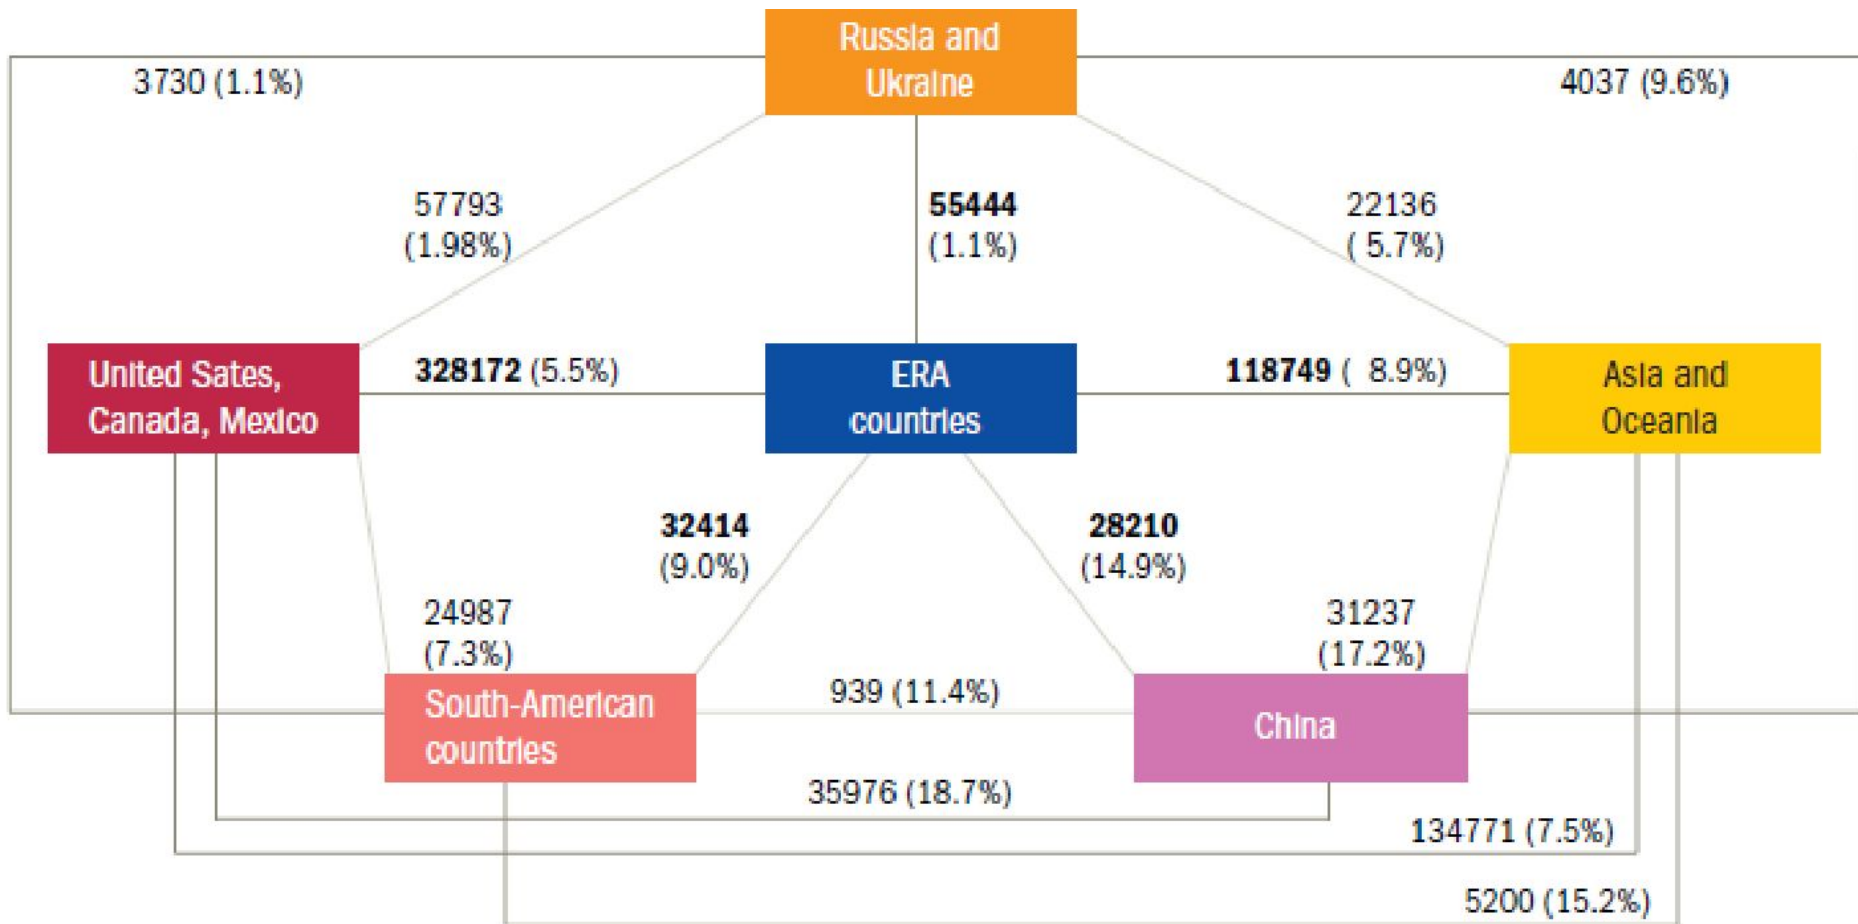 Russia and
Ukraine
3730 (1.1%)
4037 (9.6%)
57793
(1.98%)
55444
(1.1%)
22136
( 5.7%)
United Sates,
Canada, Mexico
328172 (5.5%)
ERA
countries
118749 ( 8.9%)
Asia and
Oceania
32414
(9.0%)
28210
(14.9%)
24987
(7.3%)
31237
(17.2%)
South-American
countries
939 (11.4%)
China
35976 (18.7%)
134771 (7.5%)
5200 (15.2%)